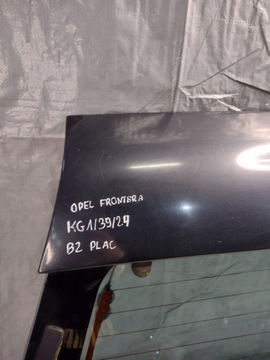 OPEL FRONTERA
KG1/39/24
B2 PLAC